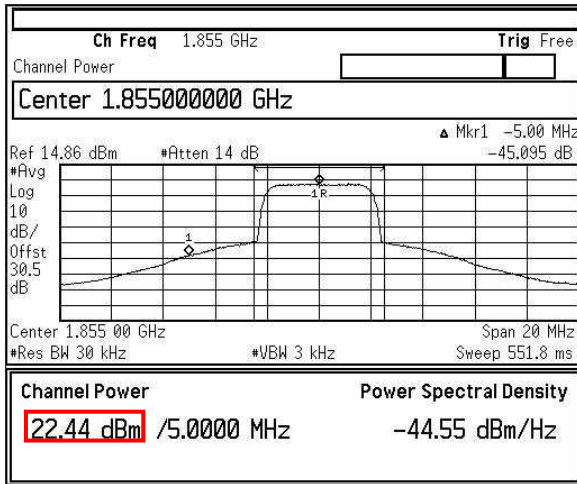 Ch Freq 1.855 GHz Trig Free
Channel Power
Center 1.855000000 GHz
Δ Mkr1 -5.00 MHz
Ref 14.86 dBm #Atten 14 dB -45.095 dB
#Avg
Log
10
dB/
Offst
30.5
dB
1R
1
Center 1.855 00 GHz Span 20 MHz
#Res BW 30 kHz #VBW 3 kHz Sweep 551.8 ms
Channel Power Power Spectral Density
22.44 dBm /5.0000 MHz -44.55 dBm/Hz